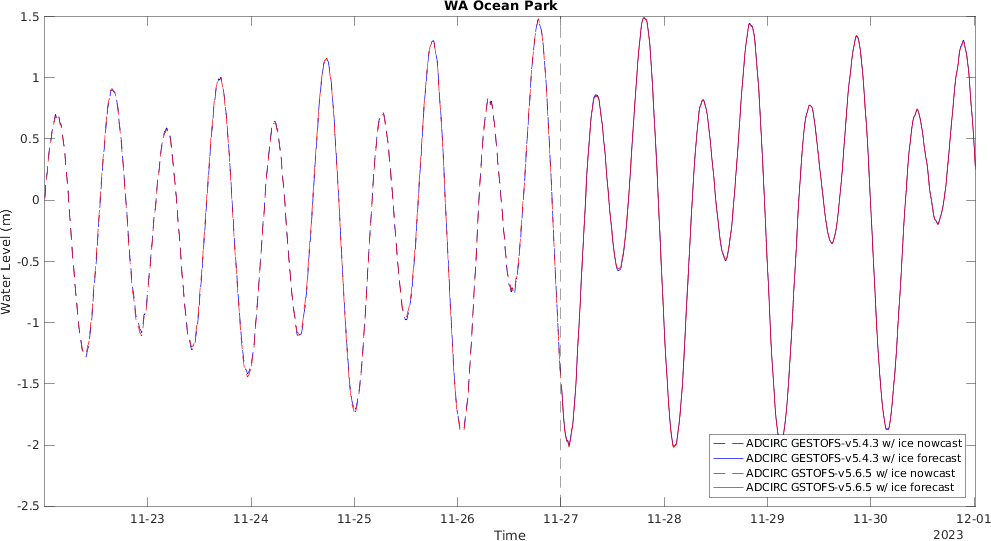 WA Ocean Park
1.5
1
0.5
0
-0.5
-1
-1.5
-2
-2.5
Water Level (m)
11-23
11-24
11-25
11-26
11-27
11-28
11-29
11-30
12-01
Time
2023
ADCIRC GESTOFS-v5.4.3 w/ ice nowcast
ADCIRC GESTOFS-v5.4.3 w/ ice forecast
ADCIRC GSTOFS-v5.6.5 w/ ice nowcast
ADCIRC GSTOFS-v5.6.5 w/ ice forecast